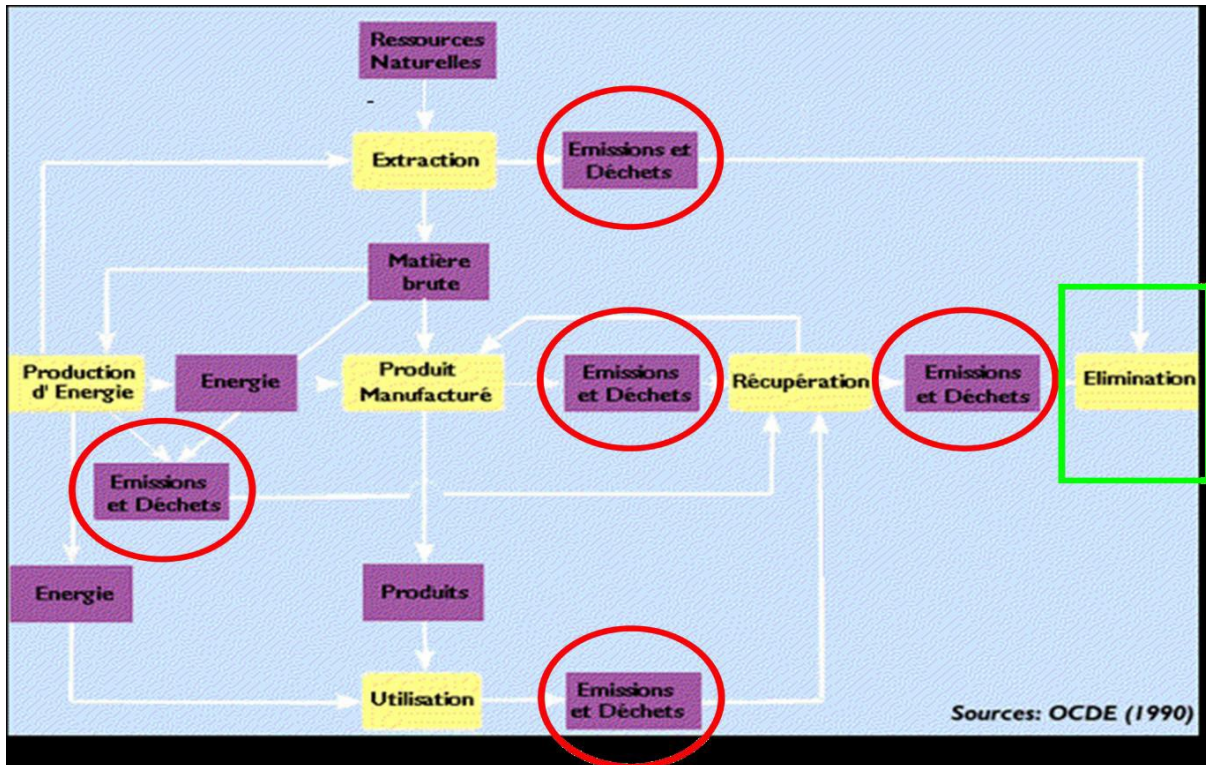 Ressources
Naturelles
-
Extraction
Emissions et
Déchets
Matière
brute
Production
d' Energie
Energie
Produit
Manufacturé
Emissions
et Déchets
Récupération
Emissions
et Déchets
Elimination
Emissions
et Déchets
Energie
Produits
Utilisation
Emissions
et Déchets
Sources: OCDE (1990)